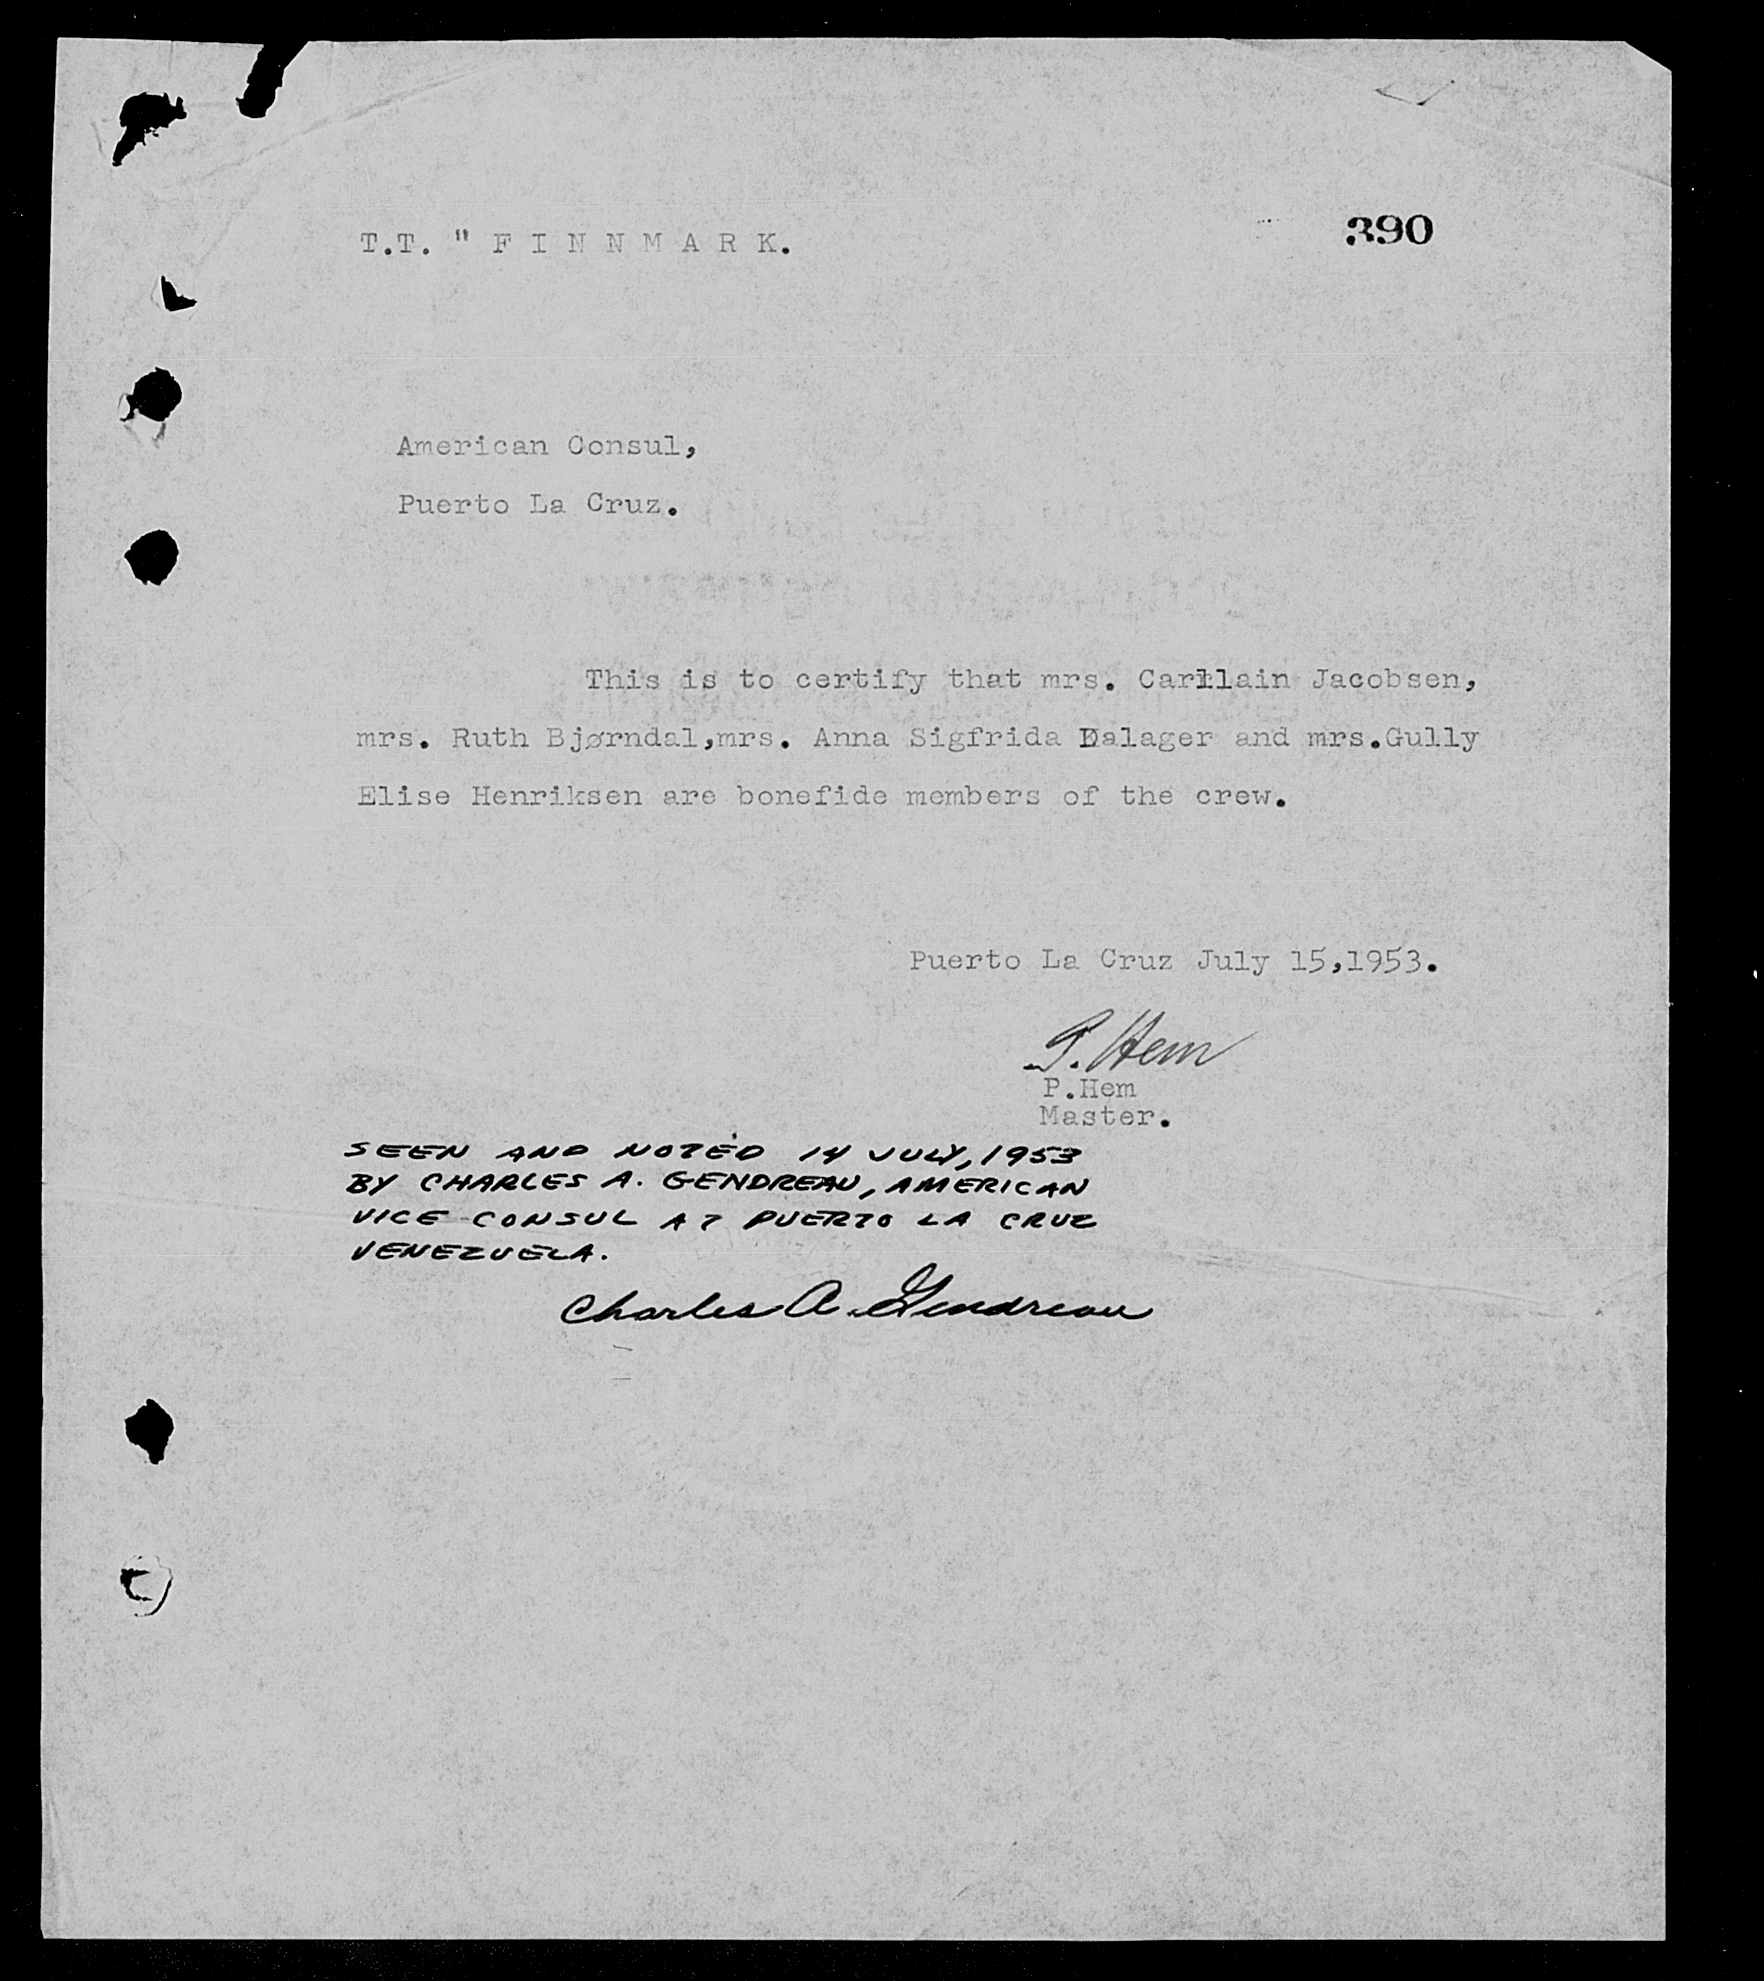 390
T.T. " F I N N M A R K.
American Consul,
Puerto La Cruz.
This is to certify that mrs. Carllain Jacobsen,
mrs. Ruth Bjørndal,mrs. Anna Sigfrida Dalager and mrs.Gully
Elise Henriksen are bonefide members of the crew.
Puerto La Cruz July 15,1953.
P. Hem
P.Hem
Master.
SEEN AND NOTED 14 JULY, 1953
BY CHARLES A. GENDREAU, AMERICAN
VICE CONSUL AT PUERTO LA CRUZ
VENEZUELA.
Charles A. Gendreau